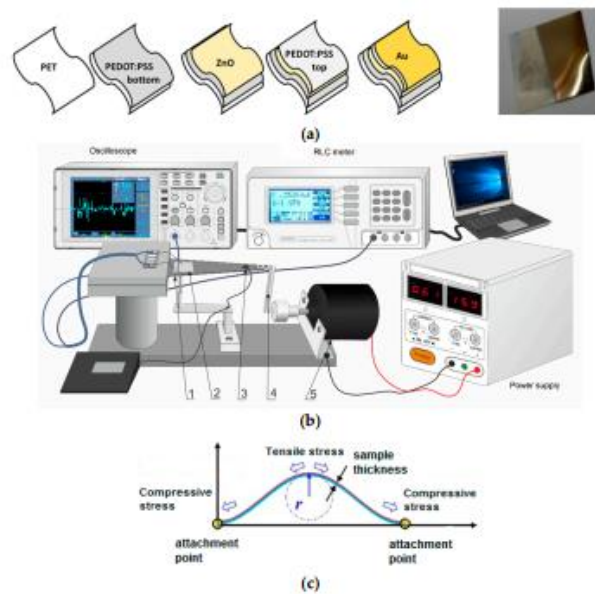 PET
PEDOT:PSS
bottom
ZnO
PEDOT:PSS
top
Au
(a)
Oscilloscope
RLC meter
Power supply
1
2
3
4
5
(b)
Tensile stress
sample
thickness
Compressive
stress
r
Compressive
stress
attachment
point
attachment
point
(c)